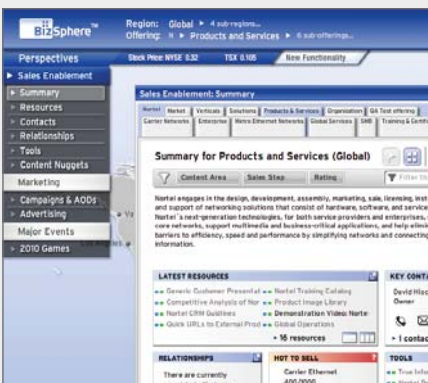 BizSphere™
Region: Global ▸ 4 sub-regions...
Offering: N ▸ Products and Services ▸ 6 sub-offerings...
Perspectives
Stock Price: NYSE 0.32 TSX 0.105 New Functionality
Sales Enablement
Summary
Resources
Contacts
Relationships
Tools
Content Nuggets
Marketing
Campaigns & AODs
Advertising
Major Events
2010 Games
Sales Enablement: Summary
Nortel Market Verticals Solutions Products & Services Organization QA Test offering
Carrier Networks Enterprise Metro Ethernet Networks Global Services SMB Training & Certifi
Summary for Products and Services (Global)
Content Area Sales Step Rating Filter
Nortel engages in the design, development, assembly, marketing, sale, licensing, inst
and support of networking solutions that consist of hardware, software, and service
Nortel's next-generation technologies, for both service providers and enterprises,
core networks, support multimedia and business-critical applications, and help elimin
barriers to efficiency, speed and performance by simplifying networks and connecting
information.
LATEST RESOURCES
Generic Customer Presentat Nortel Training Catalog
Competitive Analysis of Nor Product Image Library
Nortel CRM Guidlines Demonstration Video: Norte
Quick URLs to External Prod Global Operations
16 resources
KEY CONTA
David Hisc
Owner
1 contac
RELATIONSHIPS
There are currently
HOT TO SELL
Carrier Ethernet
TOOLS